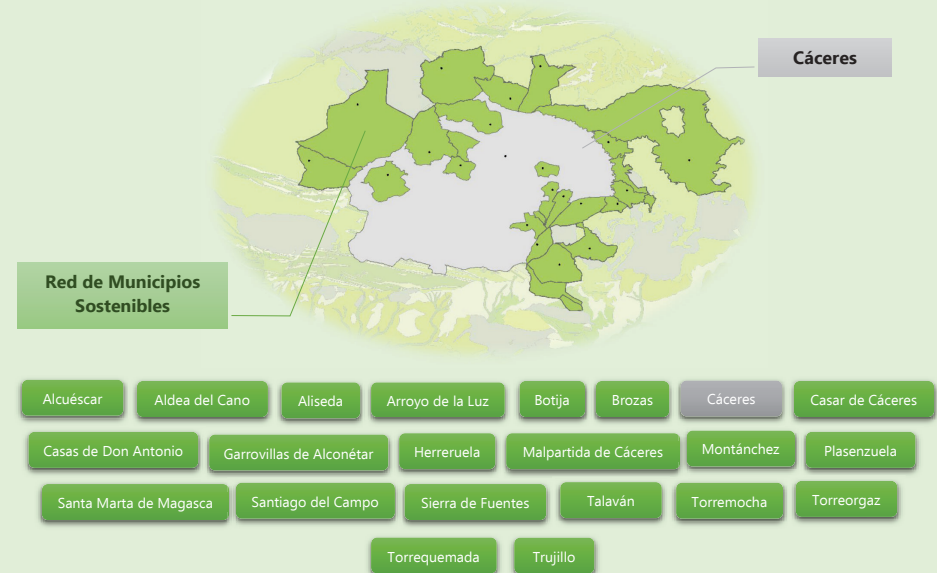 Cáceres
Red de Municipios
Sostenibles
Alcuéscar
Aldea del Cano
Aliseda
Arroyo de la Luz
Botija
Brozas
Cáceres
Casar de Cáceres
Casas de Don Antonio
Garrovillas de Alconétar
Herreruela
Malpartida de Cáceres
Montánchez
Plasenzuela
Santa Marta de Magasca
Santiago del Campo
Sierra de Fuentes
Talaván
Torremocha
Torreorgaz
Torrequemada
Trujillo